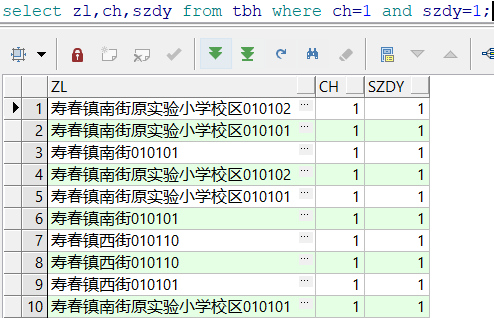 select zl,ch,szdy from tbh where ch=1 and szdy=1;
ZL CH SZDY
1 寿春镇南街原实验小学校区010102 ... 1 1
2 寿春镇南街原实验小学校区010101 ... 1 1
3 寿春镇南街010101 ... 1 1
4 寿春镇南街原实验小学校区010102 ... 1 1
5 寿春镇南街原实验小学校区010101 ... 1 1
6 寿春镇南街010101 ... 1 1
7 寿春镇西街010110 ... 1 1
8 寿春镇西街010110 ... 1 1
9 寿春镇西街010101 ... 1 1
10 寿春镇南街原实验小学校区010101 ... 1 1